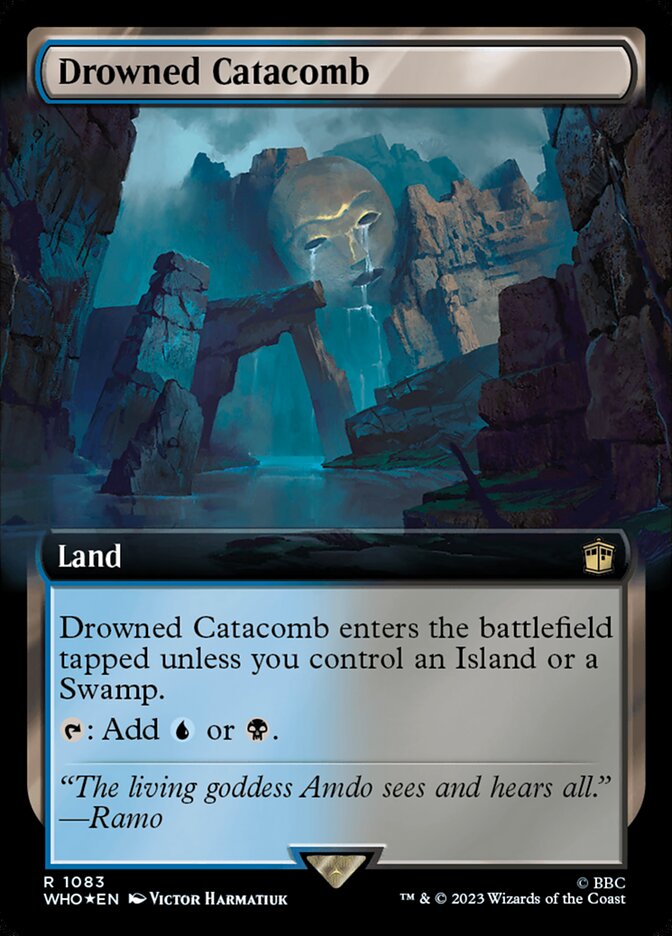 Drowned Catacomb
Land
Drowned Catacomb enters the battlefield
tapped unless you control an Island or a
Swamp.
: Add or .
“The living goddess Amdo sees and hears all.”
—Ramo
R 1083
WHO★EN Victor Harmatiuk
© BBC
™ & © 2023 Wizards of the Coast